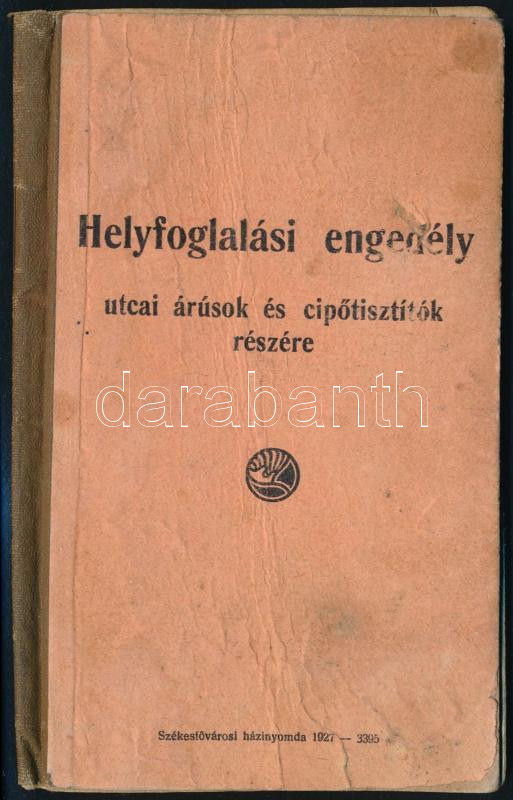 Helyfoglalási engedély
utcai árúsok és cipőtisztítók
részére
darabanth
Székesfővárosi házinyomda 1927 — 3395